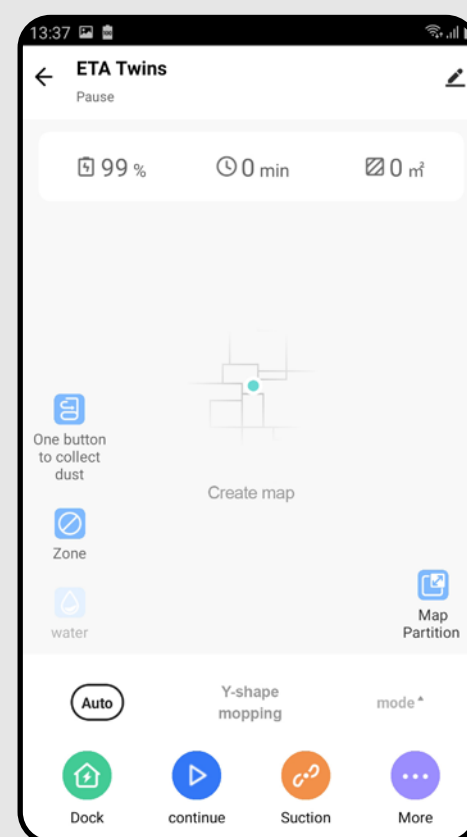 13:37
ETA Twins
Pause
99 %
0 min
0 ㎡
One button
to collect
dust
Create map
Zone
water
Map
Partition
Auto
Y-shape
mopping
mode
Dock
continue
Suction
More